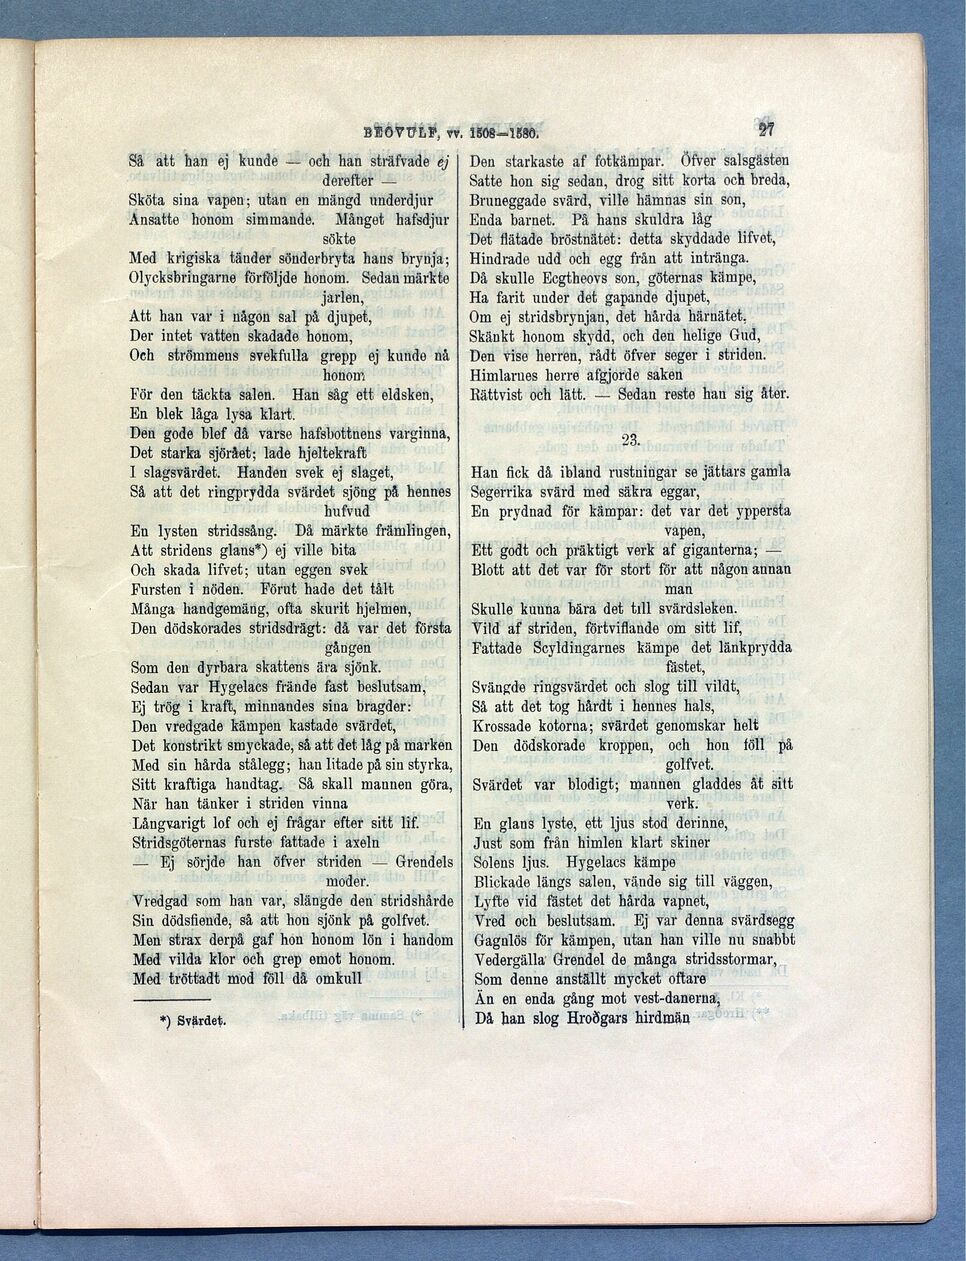 BEOVULF, vv. 1508—1580.
27
Så att han ej kunde — och han sträfvade ej
derefter —
Sköta sina vapen; utan en mängd underdjur
Ansatte honom simmande. Månget hafsdjur
sökte
Med krigiska tänder sönderbryta hans brynja;
Olycksbringarne förföljde honom. Sedan märkte
jarlen,
Att han var i någon sal på djupet,
Der intet vatten skadade honom,
Och strömmens svekfulla grepp ej kunde nå
honom
För den täckta salen. Han såg ett eldsken,
En blek låga lysa klart.
Den gode blef då varse hafsbottnens varginna,
Det starka sjörået; lade hjeltekraft
I slagsvärdet. Handen svek ej slaget,
Så att det ringprydda svärdet sjöng på hennes
hufvud
En lysten stridssång. Då märkte främlingen,
Att stridens glans*) ej ville bita
Och skada lifvet; utan eggen svek
Fursten i nöden. Förut hade det tålt
Många handgemäng, ofta skurit hjelmen,
Den dödskorades stridsdrägt: då var det första
gången
Som den dyrbara skattens ära sjönk.
Sedan var Hygelacs frände fast beslutsam,
Ej trög i kraft, minnandes sina bragder:
Den vredgade kämpen kastade svärdet,
Det konstrikt smyckade, så att det låg på marken
Med sin hårda stålegg; han litade på sin styrka,
Sitt kraftiga handtag. Så skall mannen göra,
När han tänker i striden vinna
Långvarigt lof och ej frågar efter sitt lif.
Stridsgöternas furste fattade i axeln
— Ej sörjde han öfver striden — Grendels
moder.
Vredgad som han var, slängde den stridshårde
Sin dödsfiende, så att hon sjönk på golfvet.
Men strax derpå gaf hon honom lön i handom
Med vilda klor och grep emot honom.
Med tröttadt mod föll då omkull
*) Svärdet.
Den starkaste af fotkämpar. Öfver salsgästen
Satte hon sig sedan, drog sitt korta och breda,
Bruneggade svärd, ville hämnas sin son,
Enda barnet. På hans skuldra låg
Det flätade bröstnätet: detta skyddade lifvet,
Hindrade udd och egg från att intränga.
Då skulle Ecgtheovs son, göternas kämpe,
Ha farit under det gapande djupet,
Om ej stridsbrynjan, det hårda härnätet,
Skänkt honom skydd, och den helige Gud,
Den vise herren, rådt öfver seger i striden.
Himlarnes herre afgjorde saken
Rättvist och lätt. — Sedan reste han sig åter.
23.
Han fick då ibland rustningar se jättars gamla
Segerrika svärd med säkra eggar,
En prydnad för kämpar: det var det ypperstа
vapen,
Ett godt och präktigt verk af giganterna; —
Blott att det var för stort för att någon annan
man
Skulle kunna bära det till svärdsleken.
Vild af striden, förtviflande om sitt lif,
Fattade Scyldingarnes kämpe det länkprydda
fästet,
Svängde ringsvärdet och slog till vildt,
Så att det tog hårdt i hennes hals,
Krossade kotorna; svärdet genomskar helt
Den dödskorade kroppen, och hon föll på
golfvet.
Svärdet var blodigt; mannen gladdes åt sitt
verk.
En glans lyste, ett ljus stod derinne,
Just som från himlen klart skiner
Solens ljus. Hygelacs kämpe
Blickade längs salen, vände sig till väggen,
Lyfte vid fästet det hårda vapnet,
Vred och beslutsam. Ej var denna svärdsegg
Gagnlös för kämpen, utan han ville nu snabbt
Vedergälla Grendel de många stridsstormar,
Som denne anställt mycket oftare
Än en enda gång mot vest-danerna,
Då han slog Hroðgars hirdmän